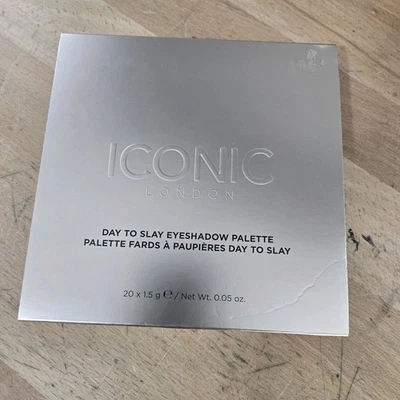 ICONIC
LONDON
DAY TO SLAY EYESHADOW PALETTE
PALETTE FARDS À PAUPIÈRES DAY TO SLAY
20 x 1.5 g ℮ / Net Wt. 0.05 oz.